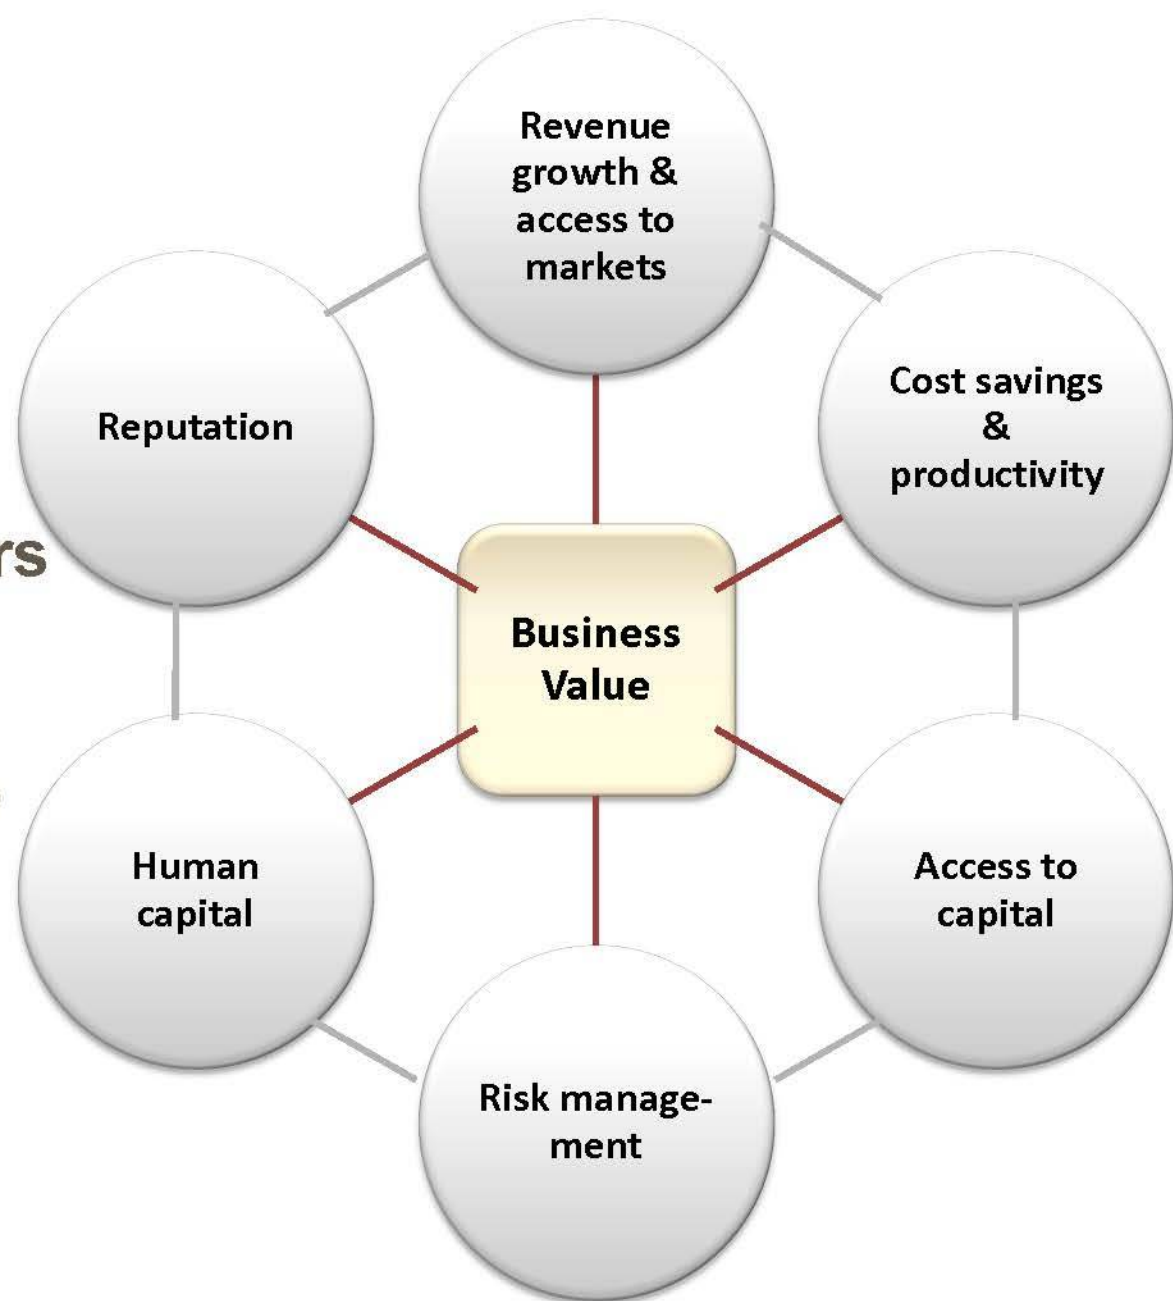 Revenue
growth &
access to
markets
Cost savings
&
productivity
Reputation
Business
Value
Human
capital
Access to
capital
Risk manage-
ment